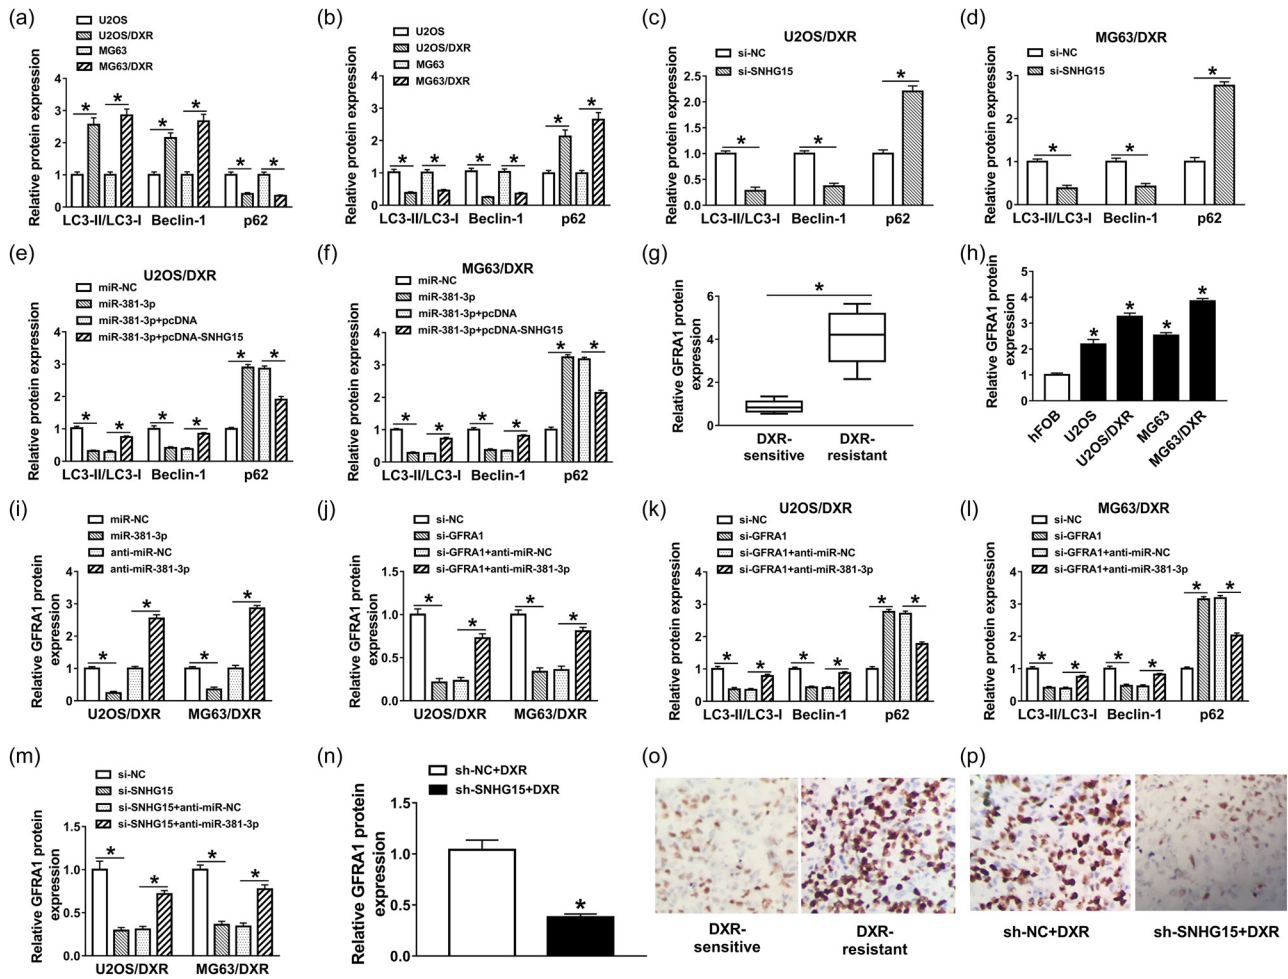 (a)
U2OS
U2OS/DXR
MG63
MG63/DXR
Relative protein expression
4
3
2
1
0
*
*
*
*
*
*
LC3-II/LC3-I
Beclin-1
p62
(b)
U2OS
U2OS/DXR
MG63
MG63/DXR
Relative protein expression
4
3
2
1
0
*
*
*
*
*
*
LC3-II/LC3-I
Beclin-1
p62
(c)
U2OS/DXR
si-NC
si-SNHG15
Relative protein expression
2.5
2.0
1.5
1.0
0.5
0.0
*
*
*
LC3-II/LC3-I
Beclin-1
p62
(d)
MG63/DXR
si-NC
si-SNHG15
Relative protein expression
3
2
1
0
*
*
*
LC3-II/LC3-I
Beclin-1
p62
(e)
U2OS/DXR
miR-NC
miR-381-3p
miR-381-3p+pcDNA
miR-381-3p+pcDNA-SNHG15
Relative protein expression
4
3
2
1
0
*
*
*
*
*
*
LC3-II/LC3-I
Beclin-1
p62
(f)
MG63/DXR
miR-NC
miR-381-3p
miR-381-3p+pcDNA
miR-381-3p+pcDNA-SNHG15
Relative protein expression
4
3
2
1
0
*
*
*
*
*
*
LC3-II/LC3-I
Beclin-1
p62
(g)
Relative GFRA1 protein
expression
6
4
2
0
*
DXR-
sensitive
DXR-
resistant
(h)
Relative GFRA1 protein
expression
5
4
3
2
1
0
*
*
*
*
hFOB
U2OS
U2OS/DXR
MG63
MG63/DXR
(i)
miR-NC
miR-381-3p
anti-miR-NC
anti-miR-381-3p
Relative GFRA1 protein
expression
4
3
2
1
0
*
*
*
*
U2OS/DXR
MG63/DXR
(j)
si-NC
si-GFRA1
si-GFRA1+anti-miR-NC
si-GFRA1+anti-miR-381-3p
Relative GFRA1 protein
expression
1.5
1.0
0.5
0.0
*
*
*
*
U2OS/DXR
MG63/DXR
(k)
U2OS/DXR
si-NC
si-GFRA1
si-GFRA1+anti-miR-NC
si-GFRA1+anti-miR-381-3p
Relative protein expression
4
3
2
1
0
*
*
*
*
*
*
LC3-II/LC3-I
Beclin-1
p62
(l)
MG63/DXR
si-NC
si-GFRA1
si-GFRA1+anti-miR-NC
si-GFRA1+anti-miR-381-3p
Relative protein expression
4
3
2
1
0
*
*
*
*
*
*
LC3-II/LC3-I
Beclin-1
p62
(m)
si-NC
si-SNHG15
si-SNHG15+anti-miR-NC
si-SNHG15+anti-miR-381-3p
Relative GFRA1 protein
expression
1.5
1.0
0.5
0.0
*
*
*
*
U2OS/DXR
MG63/DXR
(n)
sh-NC+DXR
sh-SNHG15+DXR
Relative GFRA1 protein
expression
1.5
1.0
0.5
0.0
*
(o)
DXR-
sensitive
DXR-
resistant
(p)
sh-NC+DXR
sh-SNHG15+DXR